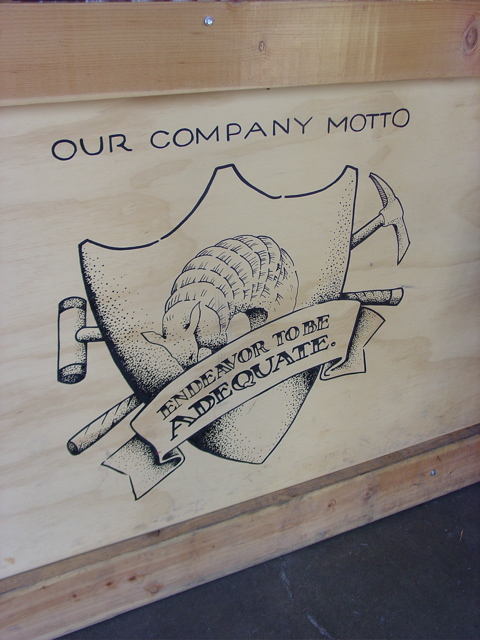 OUR COMPANY MOTTO
ENDEAVOR TO BE
ADEQUATE.